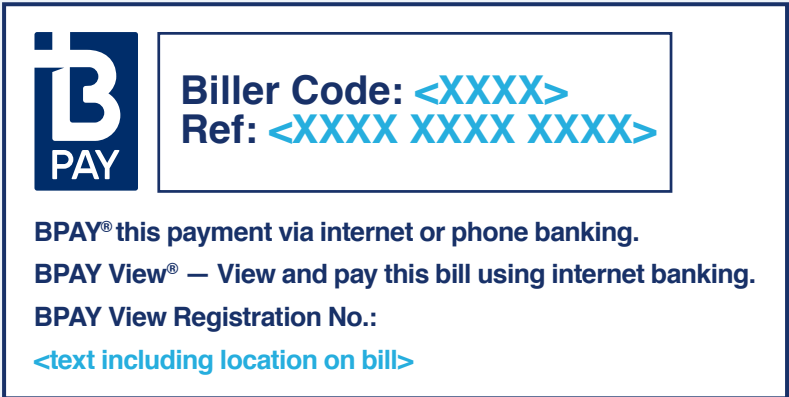 B
PAY
Biller Code: <XXXX>
Ref: <XXXX XXXX XXXX>
BPAY® this payment via internet or phone banking.
BPAY View® — View and pay this bill using internet banking.
BPAY View Registration No.:
<text including location on bill>